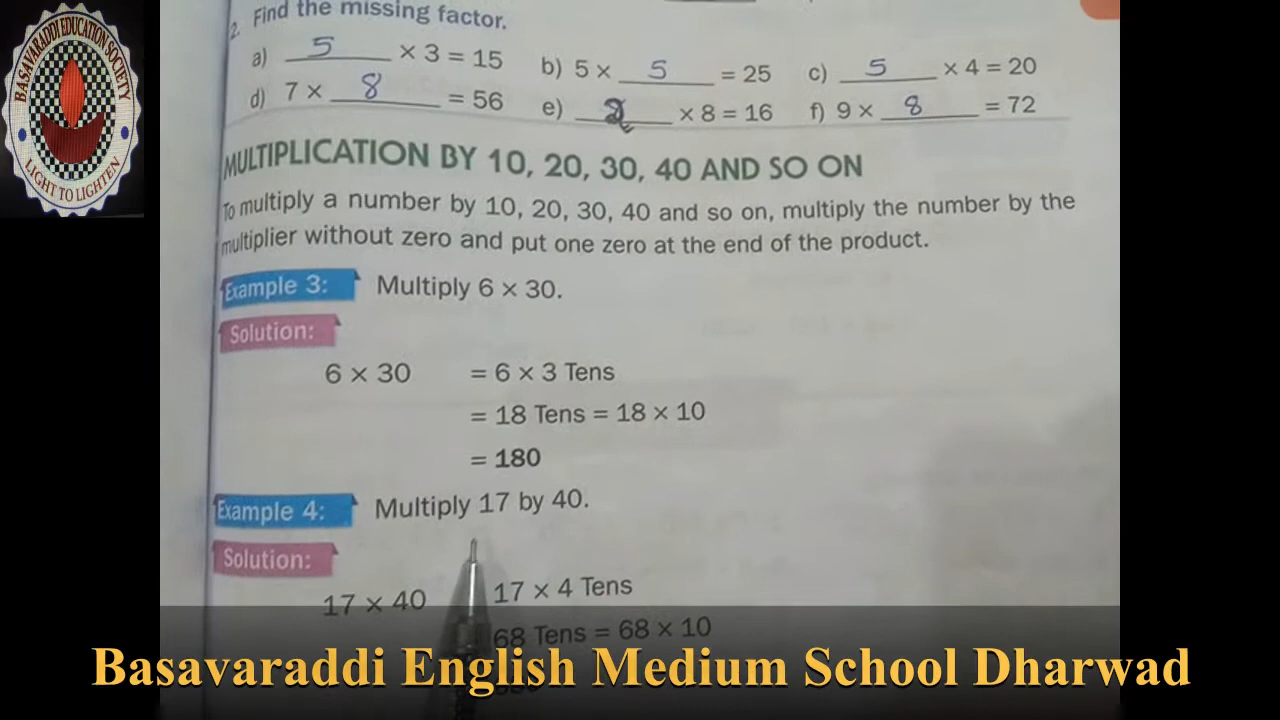 BASAVARADDI EDUCATION SOCIETY
LIGHT TO LIGHTEN
2. Find the missing factor.
a) 5 × 3 = 15 b) 5 × 5 = 25 c) 5 × 4 = 20
d) 7 × 8 = 56 e) 2 × 8 = 16 f) 9 × 8 = 72
MULTIPLICATION BY 10, 20, 30, 40 AND SO ON
To multiply a number by 10, 20, 30, 40 and so on, multiply the number by the
multiplier without zero and put one zero at the end of the product.
Example 3: Multiply 6 × 30.
Solution:
6 × 30 = 6 × 3 Tens
= 18 Tens = 18 × 10
= 180
Example 4: Multiply 17 by 40.
Solution:
17 × 40 17 × 4 Tens
68 Tens = 68 × 10
Basavaraddi English Medium School Dharwad